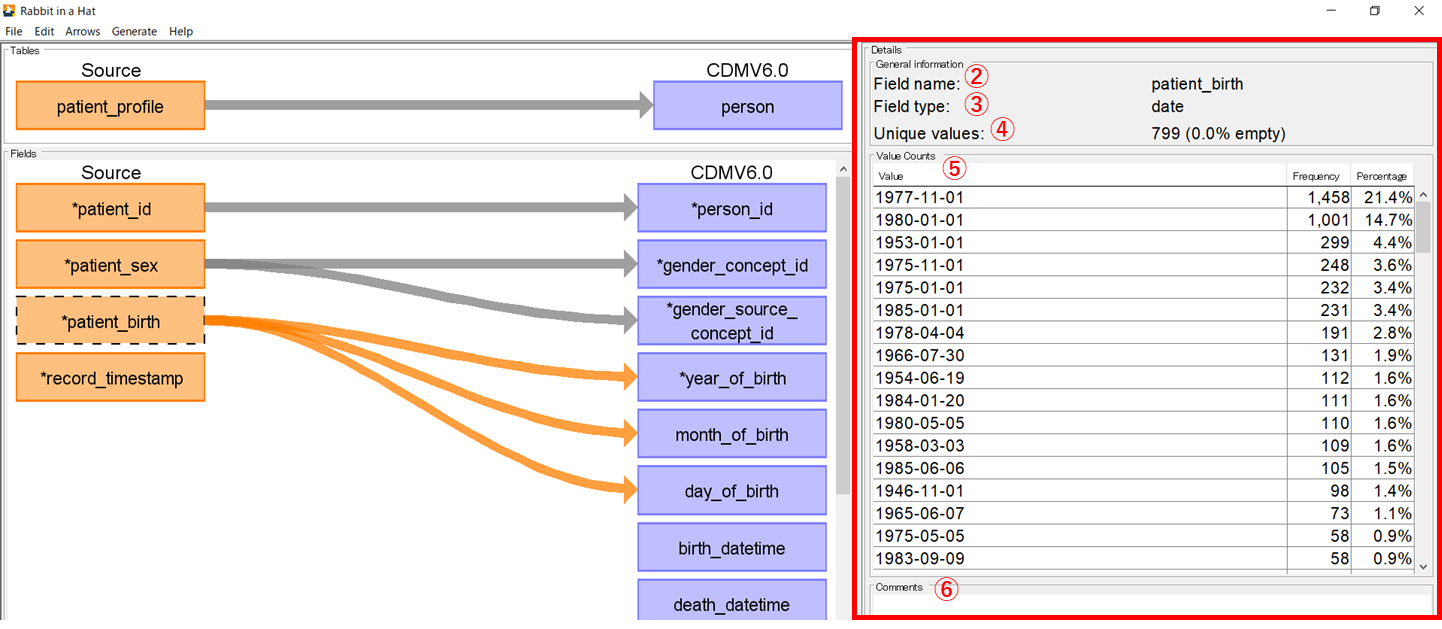 Rabbit in a Hat
File Edit Arrows Generate Help
Tables
Source CDMV6.0
patient_profile person
Fields
Source CDMV6.0
*patient_id *person_id
*patient_sex *gender_concept_id
*patient_birth *gender_source_
concept_id
*record_timestamp *year_of_birth
month_of_birth
day_of_birth
birth_datetime
death_datetime
Details
General information
Field name: ② patient_birth
Field type: ③ date
Unique values: ④ 799 (0.0% empty)
Value Counts
⑤
Value Frequency Percentage
1977-11-01 1,458 21.4%
1980-01-01 1,001 14.7%
1953-01-01 299 4.4%
1975-11-01 248 3.6%
1975-01-01 232 3.4%
1985-01-01 231 3.4%
1978-04-04 191 2.8%
1966-07-30 131 1.9%
1954-06-19 112 1.6%
1984-01-20 111 1.6%
1980-05-05 110 1.6%
1958-03-03 109 1.6%
1985-06-06 105 1.5%
1946-11-01 98 1.4%
1965-06-07 73 1.1%
1975-05-05 58 0.9%
1983-09-09 58 0.9%
Comments ⑥